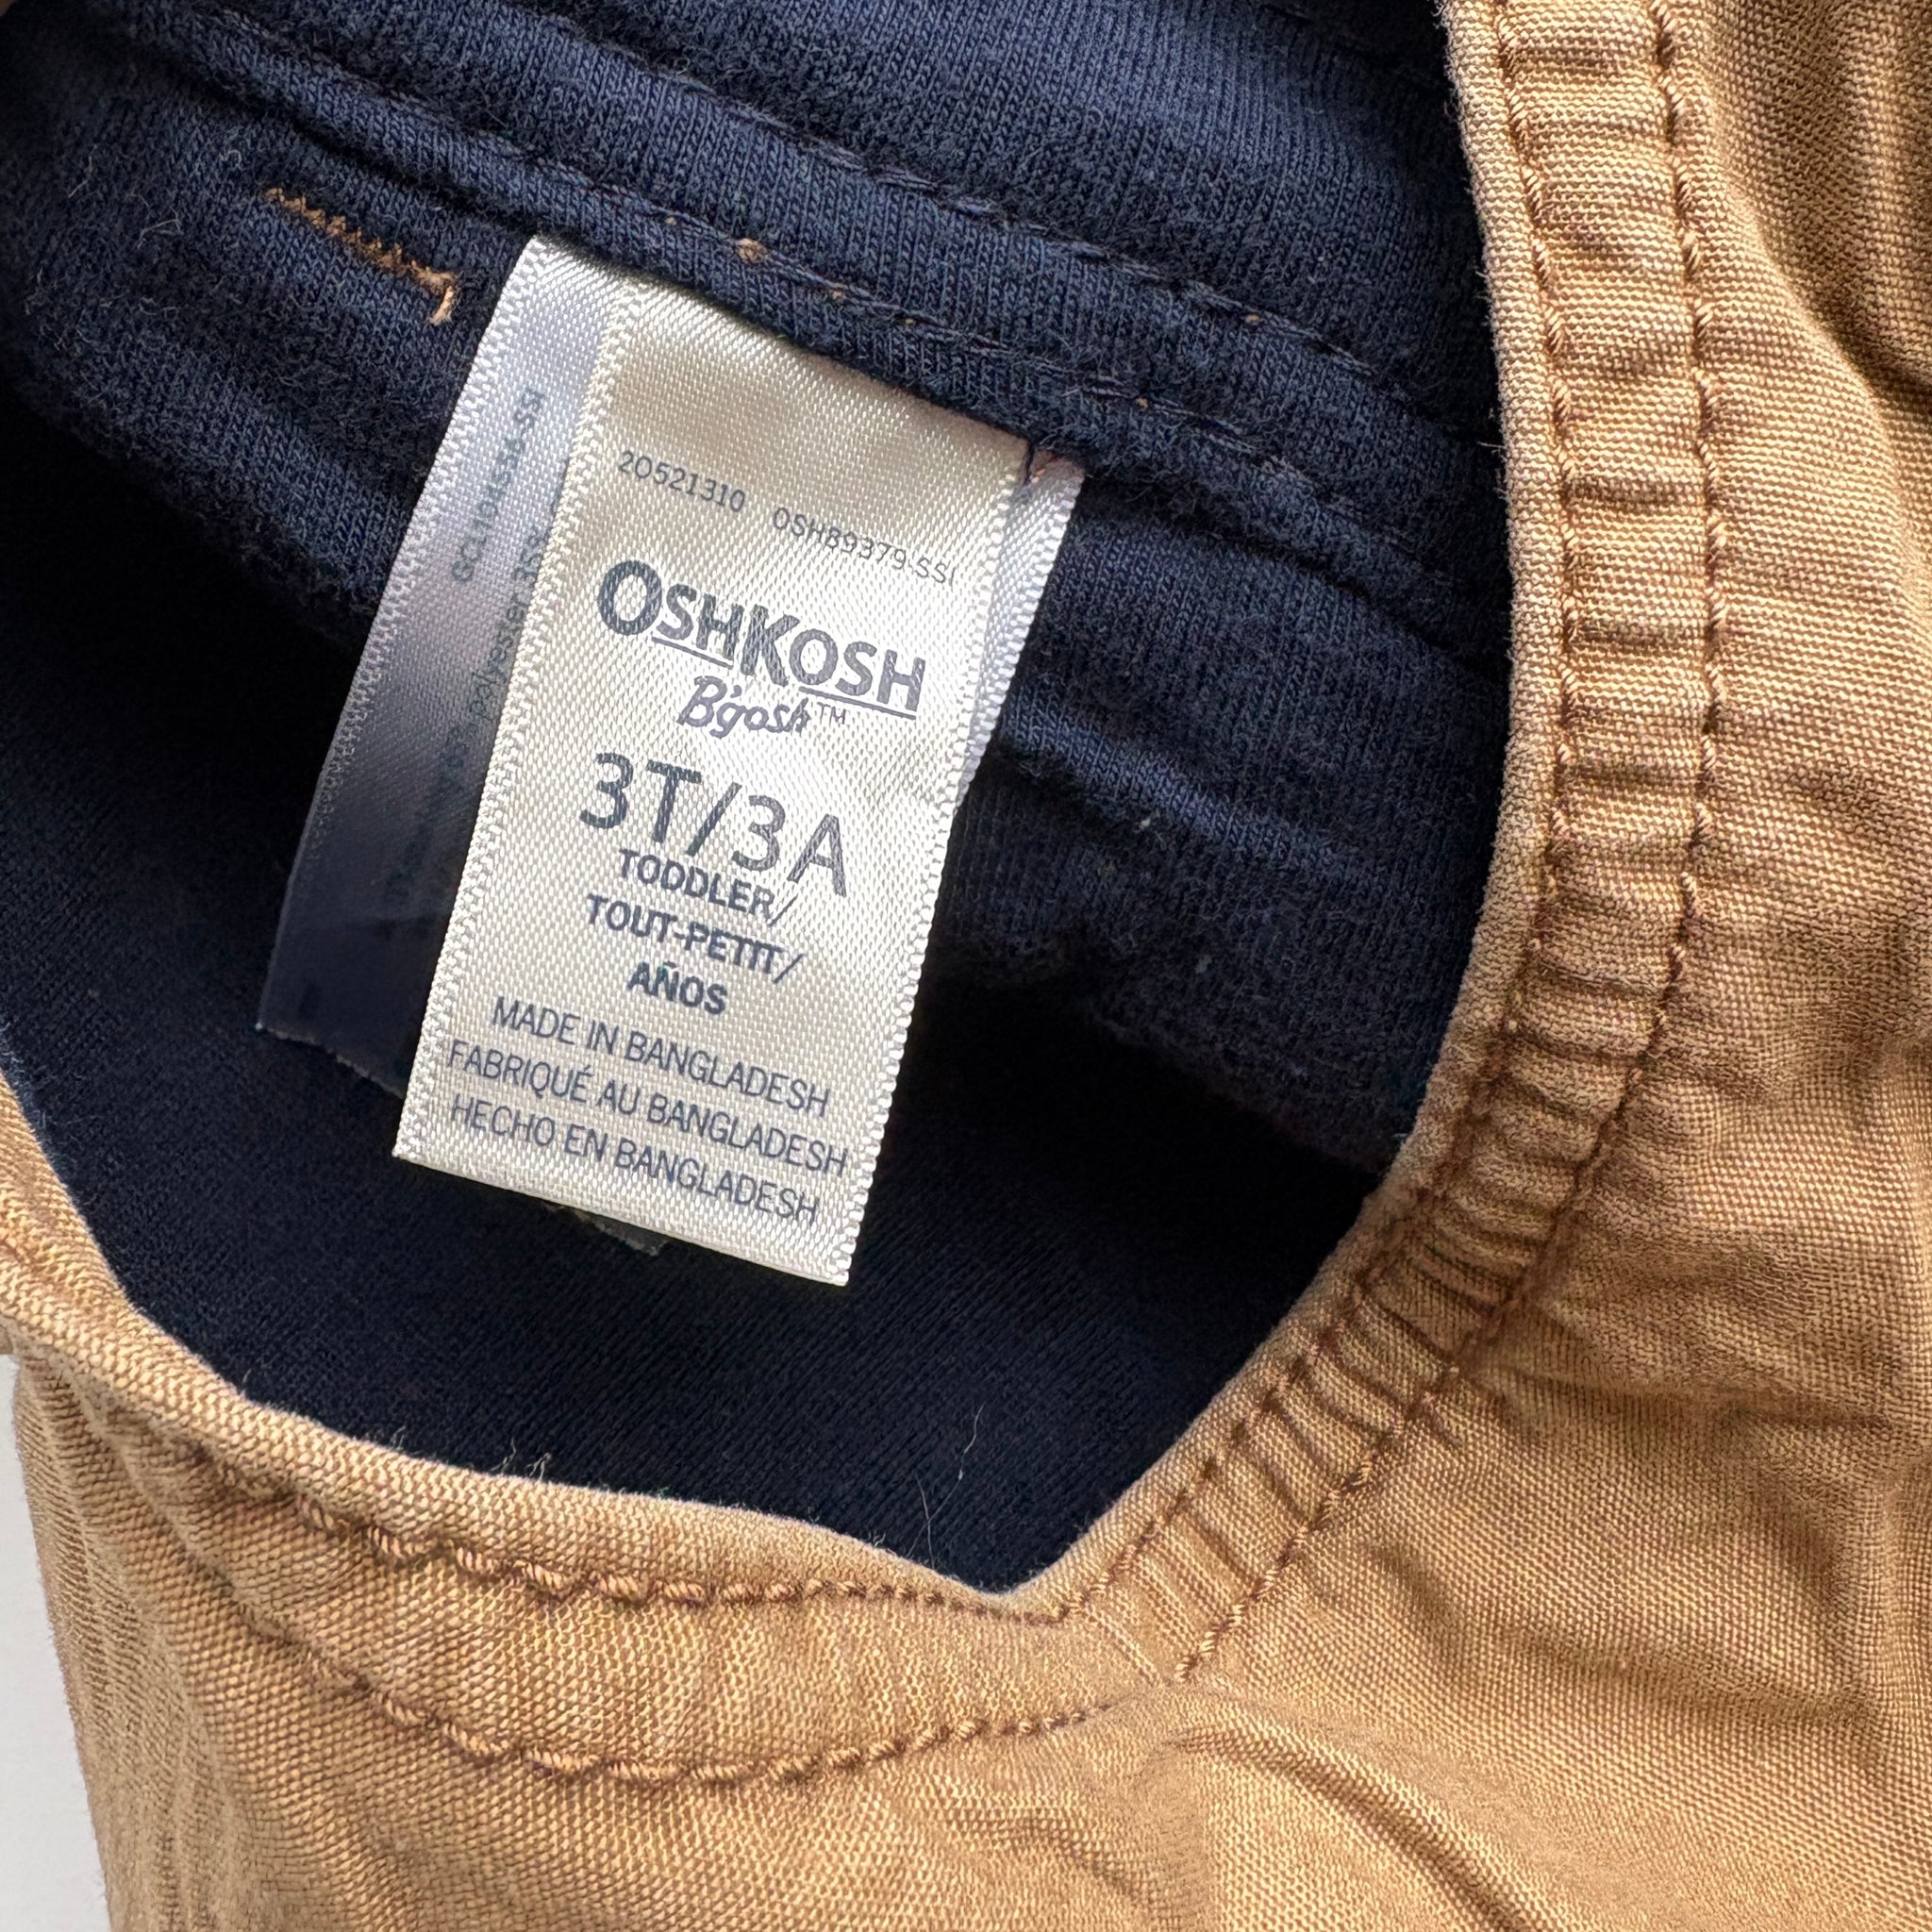 20521310 OSHB9379-SSI
OSHKOSH
B'gosh™
3T/3A
TODDLER/
TOUT-PETIT/
AÑOS
MADE IN BANGLADESH
FABRIQUÉ AU BANGLADESH
HECHO EN BANGLADESH